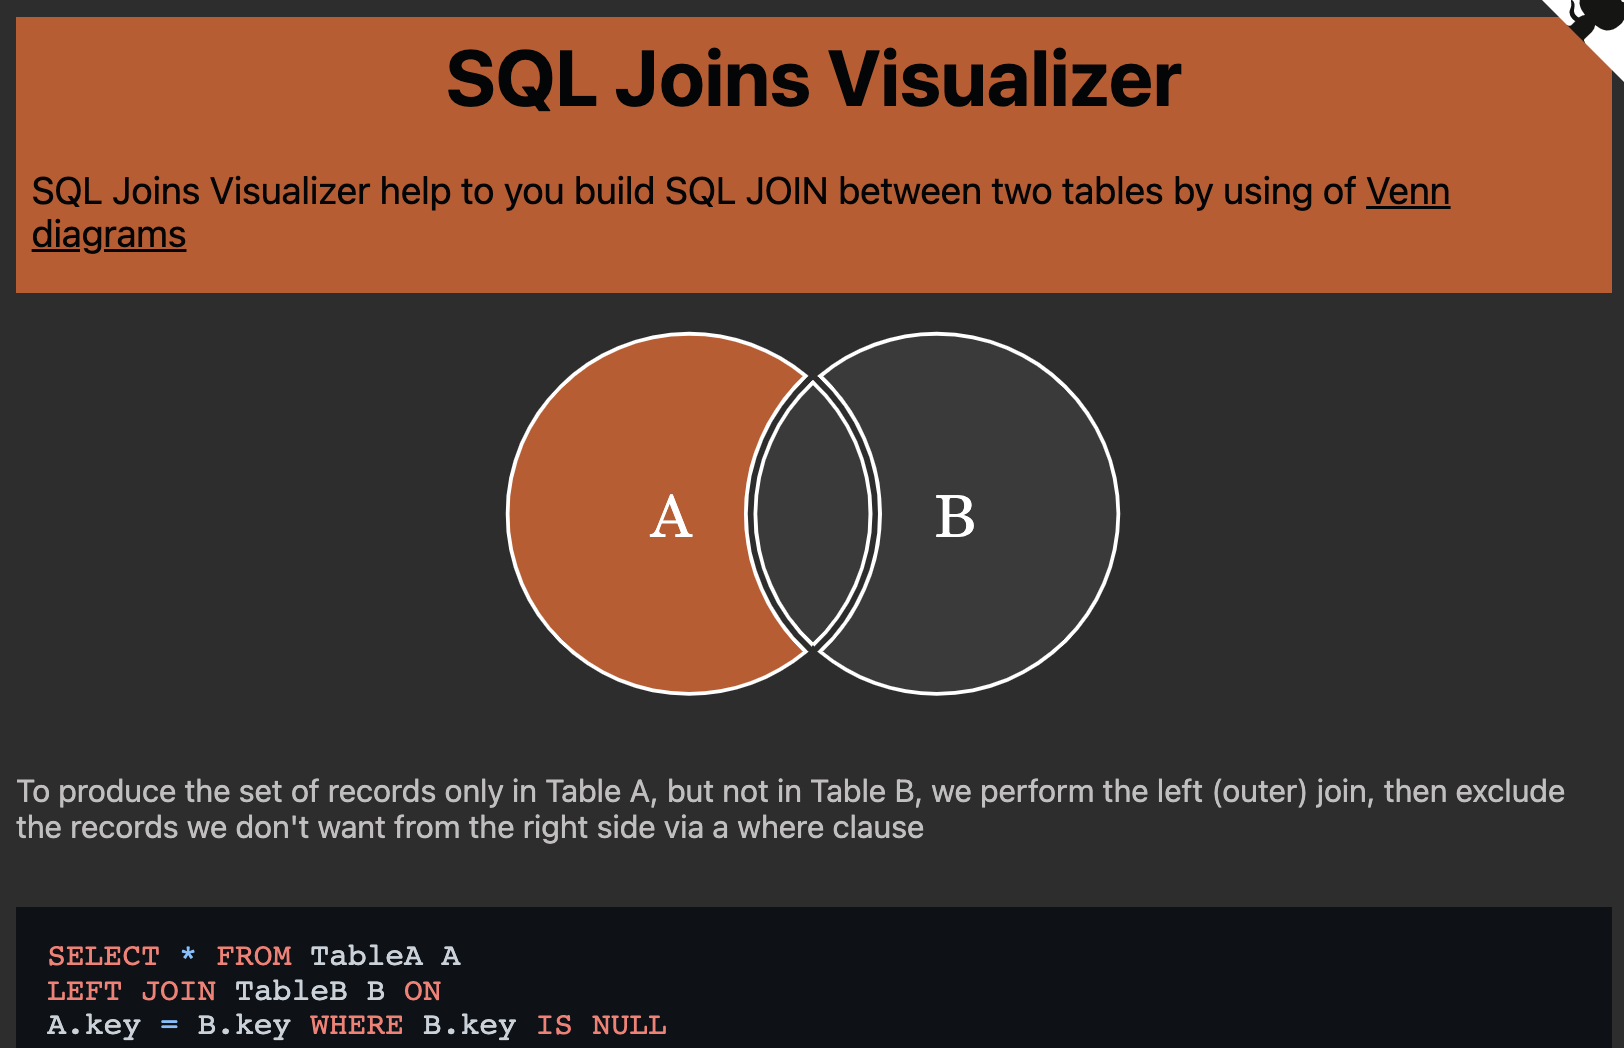 SQL Joins Visualizer
SQL Joins Visualizer help to you build SQL JOIN between two tables by using of Venn
diagrams
A
B
To produce the set of records only in Table A, but not in Table B, we perform the left (outer) join, then exclude
the records we don't want from the right side via a where clause
SELECT * FROM TableA A
LEFT JOIN TableB B ON
A.key = B.key WHERE B.key IS NULL